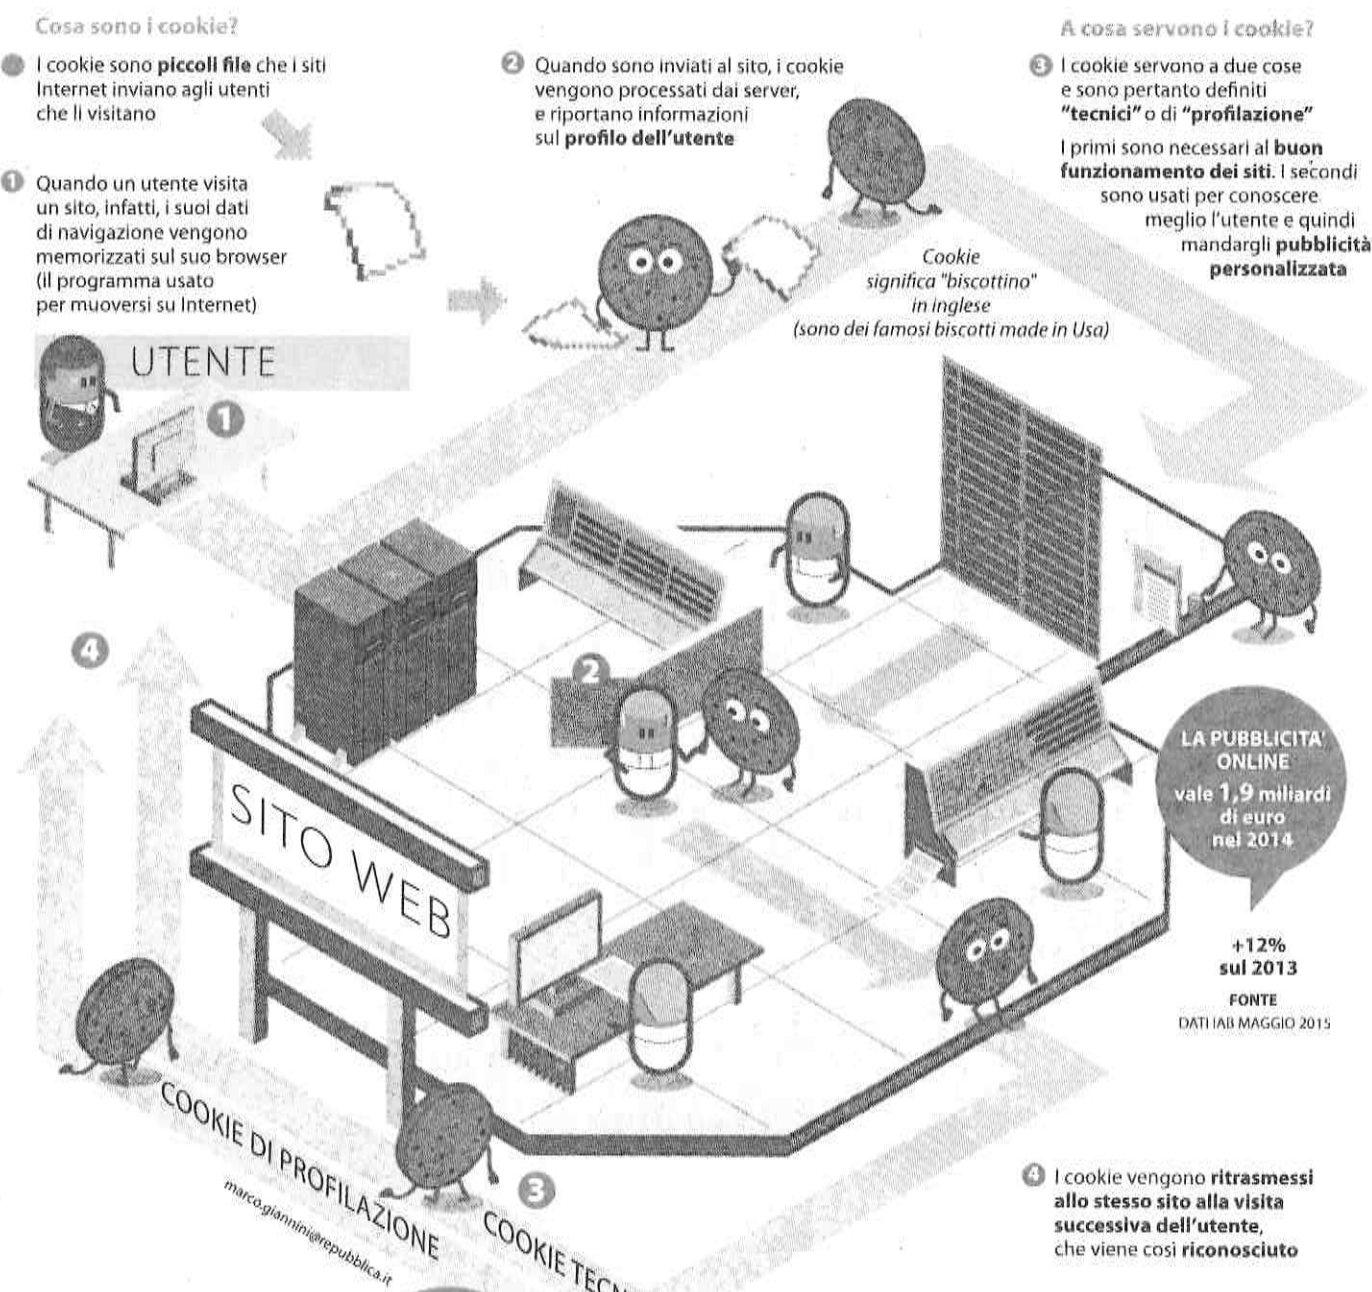 Cosa sono i cookie?
I cookie sono piccoli file che i siti
Internet inviano agli utenti
che li visitano
1 Quando un utente visita
un sito, infatti, i suoi dati
di navigazione vengono
memorizzati sul suo browser
(il programma usato
per muoversi su Internet)
2 Quando sono inviati al sito, i cookie
vengono processati dai server,
e riportano informazioni
sul profilo dell'utente
A cosa servono i cookie?
3 I cookie servono a due cose
e sono pertanto definiti
"tecnici" o di "profilazione"
I primi sono necessari al buon
funzionamento dei siti. I secondi
sono usati per conoscere
meglio l'utente e quindi
mandargli pubblicità
personalizzata
Cookie
significa "biscottino"
in inglese
(sono dei famosi biscotti made in Usa)
UTENTE
1
2
4
SITO WEB
LA PUBBLICITA'
ONLINE
vale 1,9 miliardi
di euro
nel 2014
+12%
sul 2013
FONTE
DATI IAB MAGGIO 2015
COOKIE DI PROFILAZIONE
marco.giannini@repubblica.it
3
COOKIE TECN
4 I cookie vengono ritrasmessi
allo stesso sito alla visita
successiva dell'utente,
che viene così riconosciuto